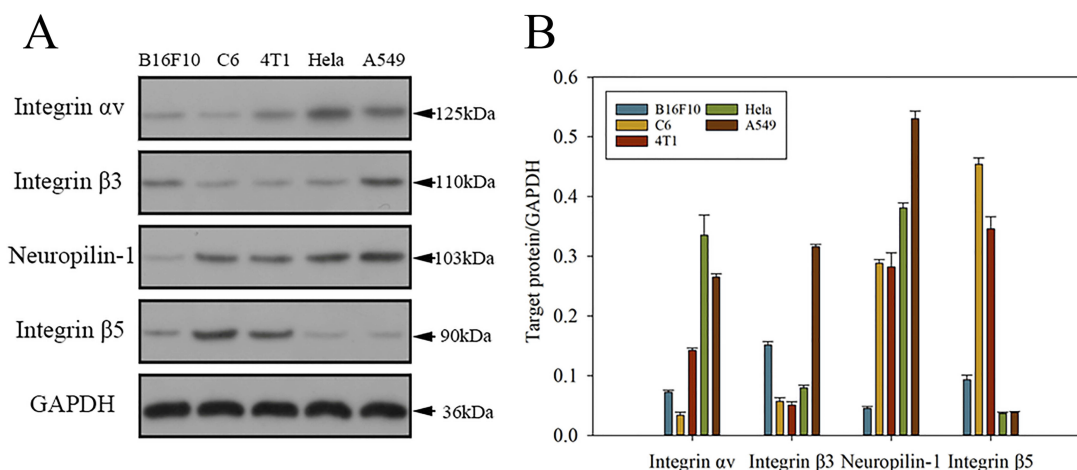 A
B16F10 C6 4T1 Hela A549
Integrin αv 125kDa
Integrin β3 110kDa
Neuropilin-1 103kDa
Integrin β5 90kDa
GAPDH 36kDa
B
Target protein/GAPDH
0.6
0.5
0.4
0.3
0.2
0.1
0.0
B16F10 Hela
C6 A549
4T1
Integrin αv Integrin β3 Neuropilin-1 Integrin β5